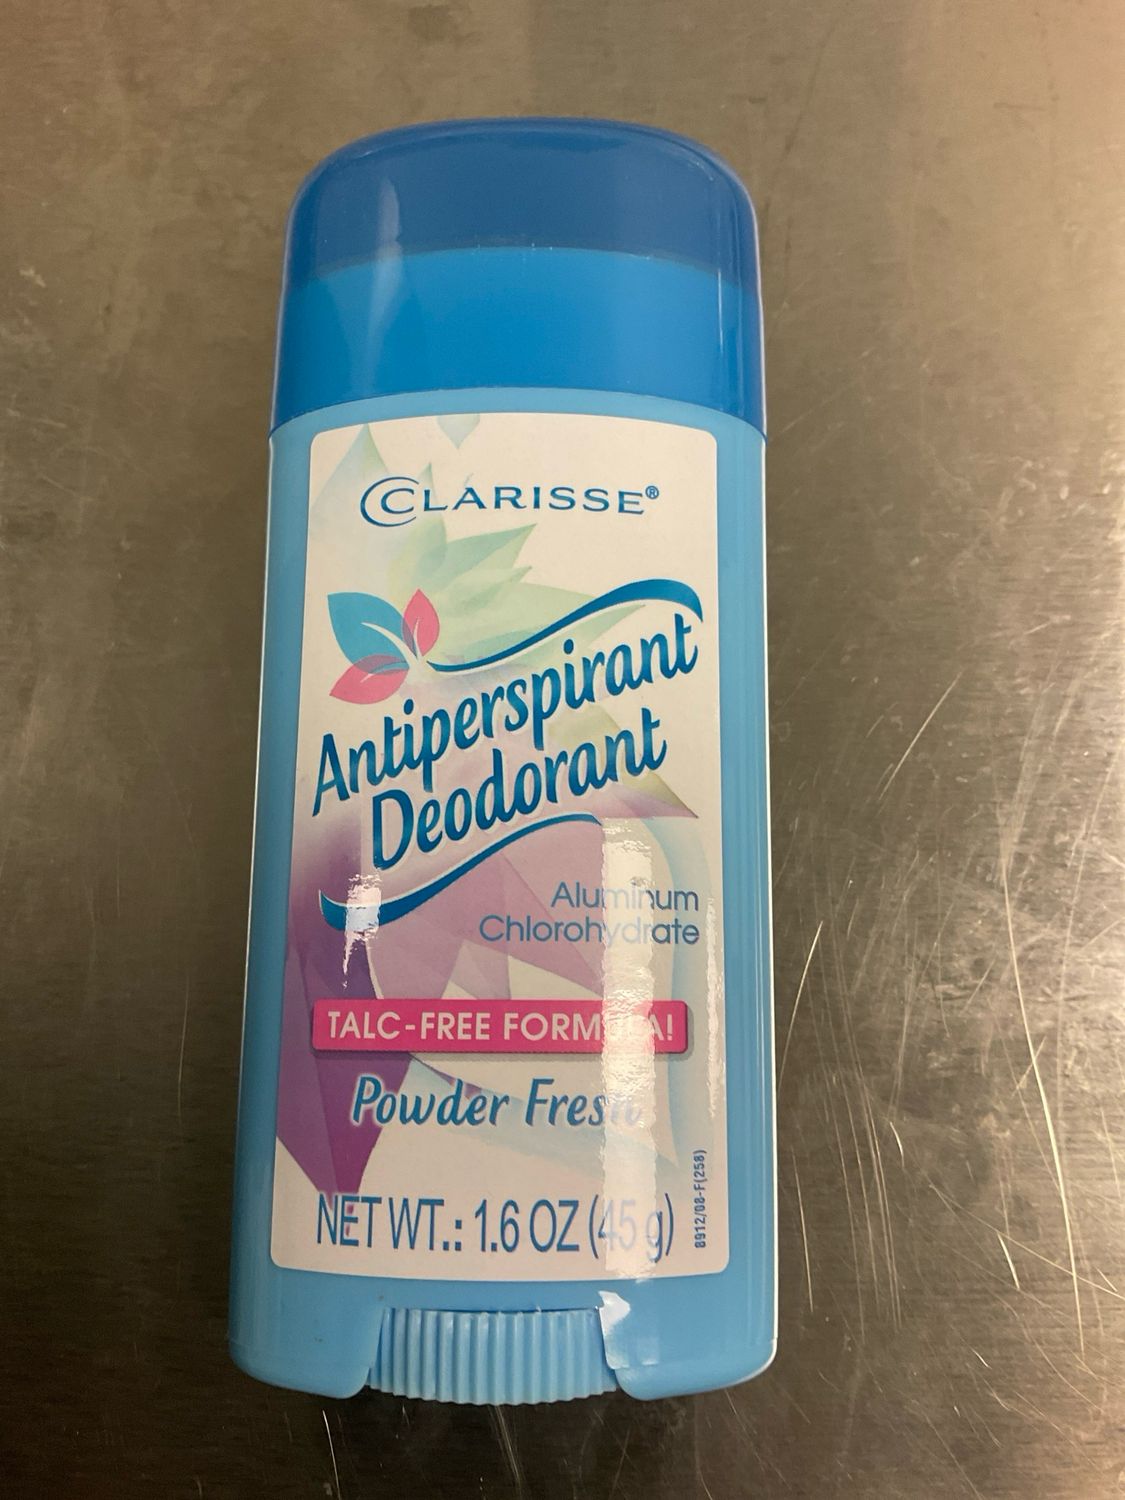 CLARISSE®
Antiperspirant
Deodorant
Aluminum
Chlorohydrate
TALC-FREE FORMULA!
Powder Fresh
NET WT.: 1.6 OZ (45 g)
8912/08-F(258)